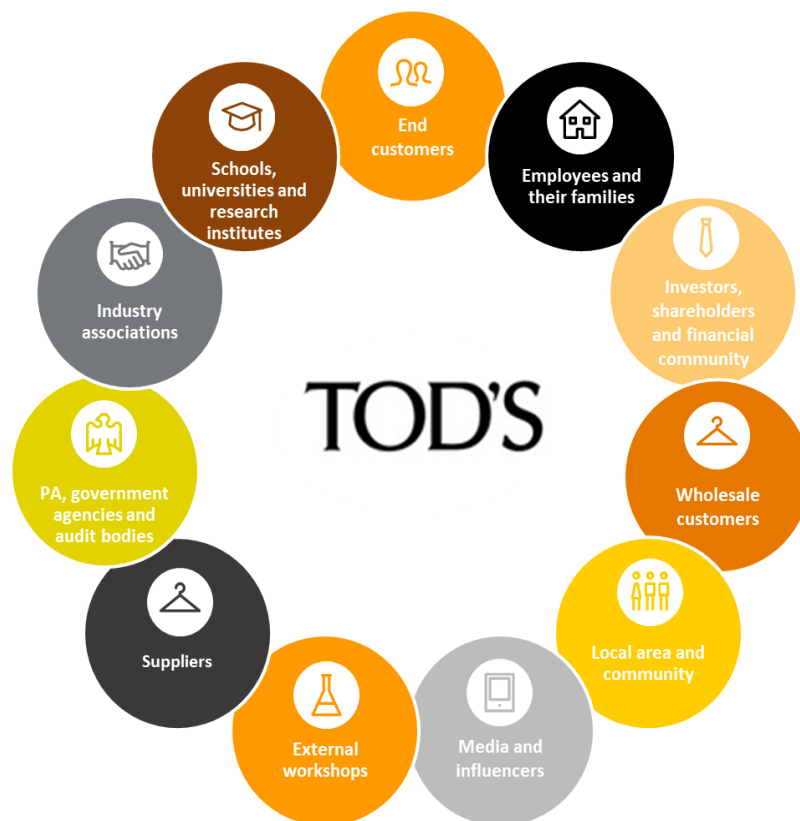 End
customers
Employees and
their families
Investors,
shareholders
and financial
community
Wholesale
customers
Local area and
community
Media and
influencers
External
workshops
Suppliers
PA, government
agencies and
audit bodies
Industry
associations
Schools,
universities and
research
institutes
TOD'S